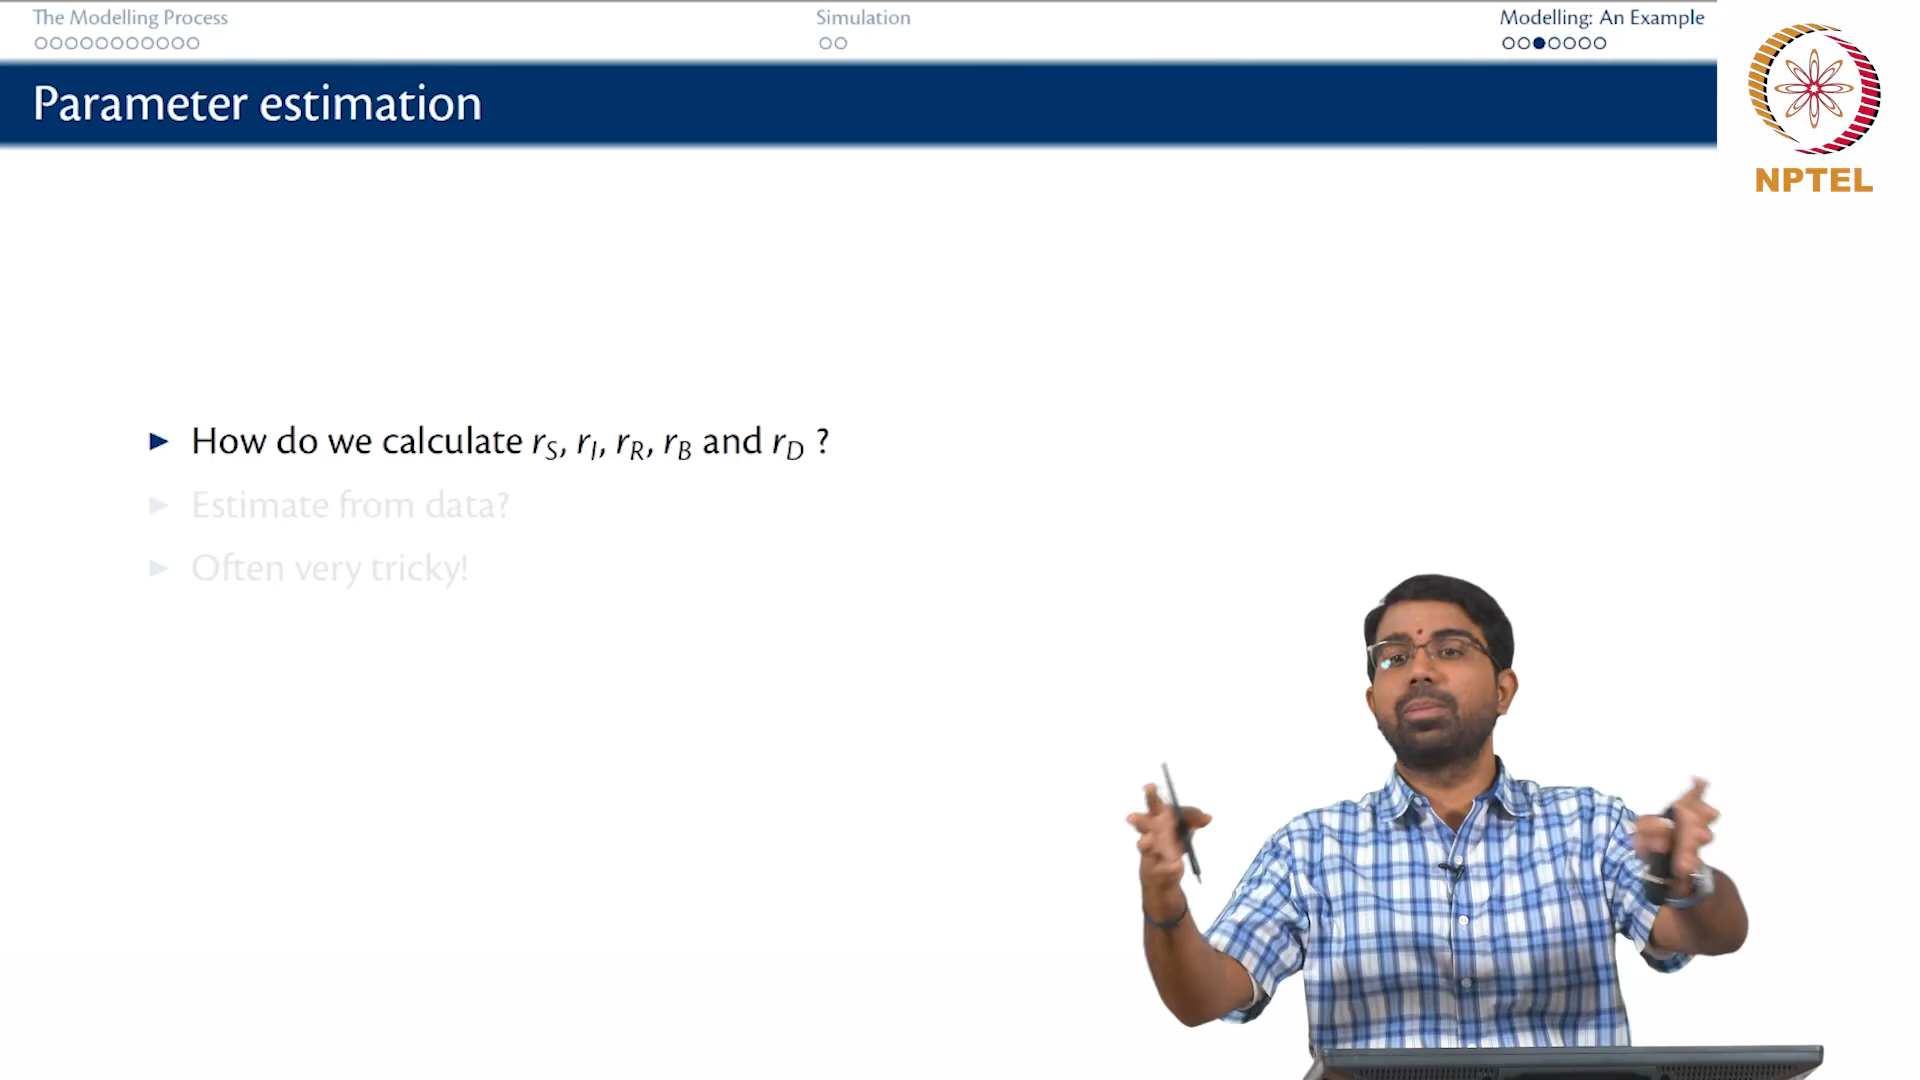 The Modelling Process
Simulation
Modelling: An Example
Parameter estimation
NPTEL
How do we calculate r_S, r_I, r_R, r_B and r_D ?
Estimate from data?
Often very tricky!